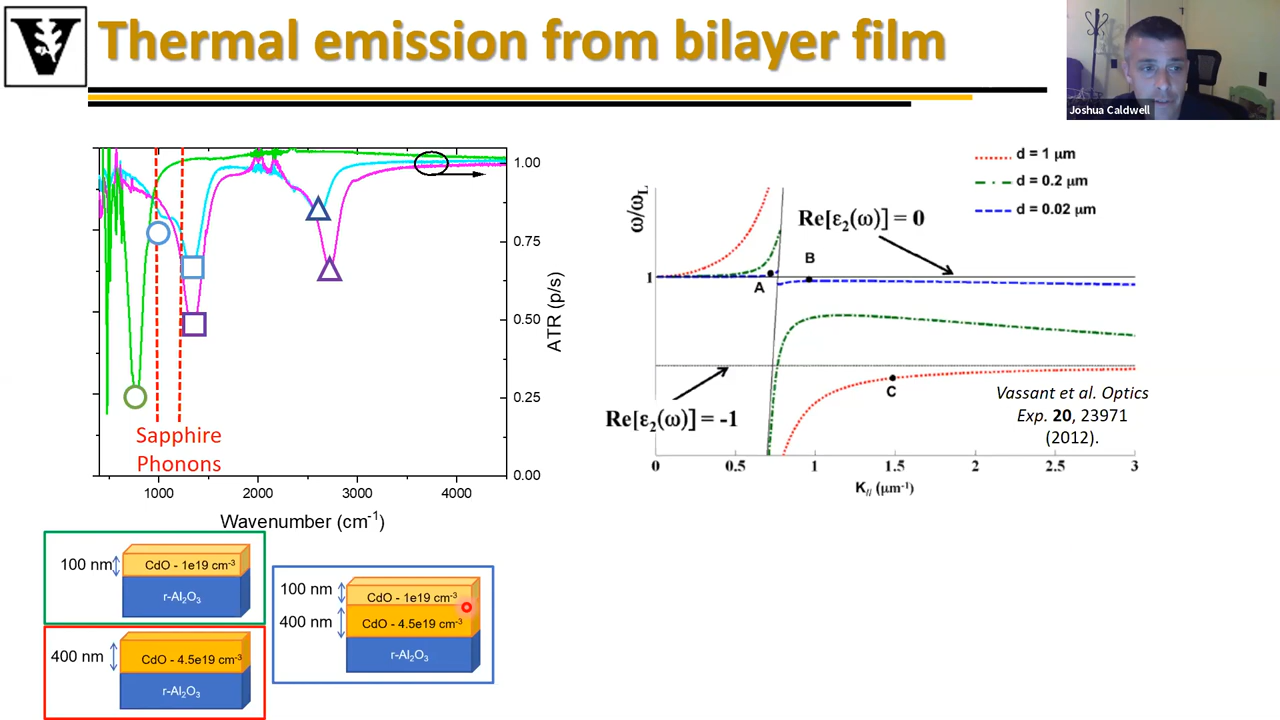 Thermal emission from bilayer film
Joshua Caldwell
1.00
0.75
0.50
0.25
0.00
ATR (p/s)
Sapphire
Phonons
1000
2000
3000
4000
Wavenumber (cm⁻¹)
d = 1 μm
d = 0.2 μm
d = 0.02 μm
ω/ω_L
Re[ε₂(ω)] = 0
B
1
A
C
Re[ε₂(ω)] = -1
Vassant et al. Optics
Exp. 20, 23971
(2012).
0
0.5
1
1.5
2
2.5
3
K// (μm⁻¹)
100 nm
CdO - 1e19 cm⁻³
r-Al₂O₃
400 nm
CdO - 4.5e19 cm⁻³
r-Al₂O₃
100 nm
CdO - 1e19 cm⁻³
400 nm
CdO - 4.5e19 cm⁻³
r-Al₂O₃